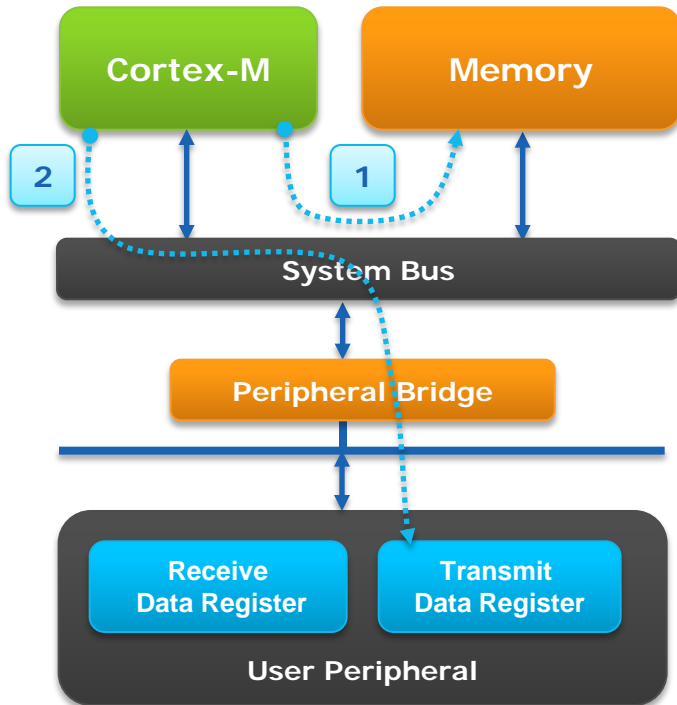 Cortex-M
Memory
2
1
System Bus
Peripheral Bridge
Receive
Data Register
Transmit
Data Register
User Peripheral